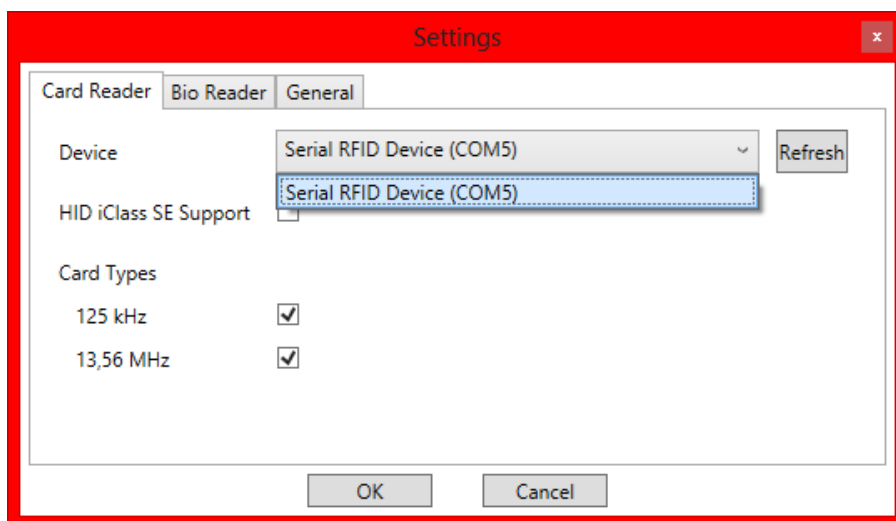 Settings
x
Card Reader Bio Reader General
Device Serial RFID Device (COM5) Refresh
Serial RFID Device (COM5)
HID iClass SE Support
Card Types
125 kHz
13,56 MHz
OK Cancel